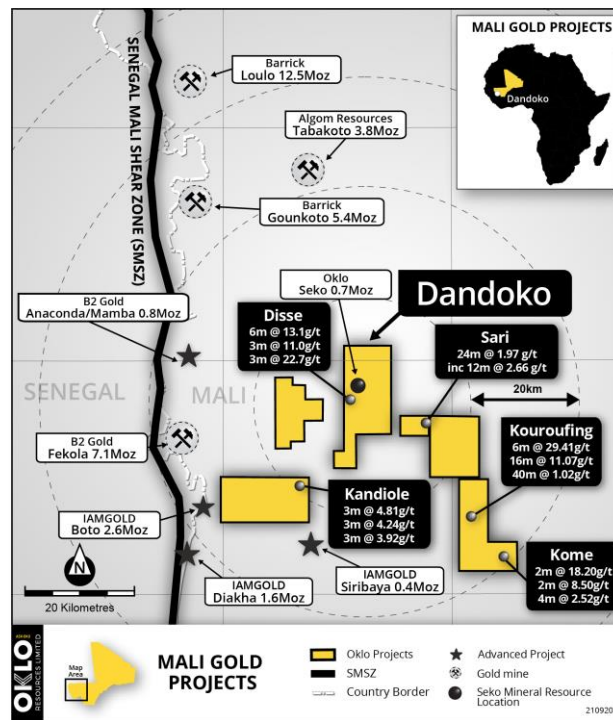 MALI GOLD PROJECTS
Dandoko
SENEGAL MALI SHEAR ZONE (SMSZ)
Barrick
Loulo 12.5Moz
Algom Resources
Tabakoto 3.8Moz
Barrick
Gounkoto 5.4Moz
B2 Gold
Anaconda/Mamba 0.8Moz
Oklo
Seko 0.7Moz
Dandoko
Disse
6m @ 13.1g/t
3m @ 11.0g/t
3m @ 22.7g/t
Sari
24m @ 1.97 g/t
inc 12m @ 2.66 g/t
SENEGAL
MALI
20km
B2 Gold
Fekola 7.1Moz
Kouroufing
6m @ 29.41g/t
16m @ 11.07g/t
40m @ 1.02g/t
IAMGOLD
Boto 2.6Moz
Kandiole
3m @ 4.81g/t
3m @ 4.24g/t
3m @ 3.92g/t
N
20 Kilometres
IAMGOLD
Diakha 1.6Moz
IAMGOLD
Siribaya 0.4Moz
Kome
2m @ 18.20g/t
2m @ 8.50g/t
4m @ 2.52g/t
OKLO
RESOURCES LIMITED
Map
Area
MALI GOLD
PROJECTS
Oklo Projects
SMSZ
Country Border
Advanced Project
Gold mine
Seko Mineral Resource
Location
210920